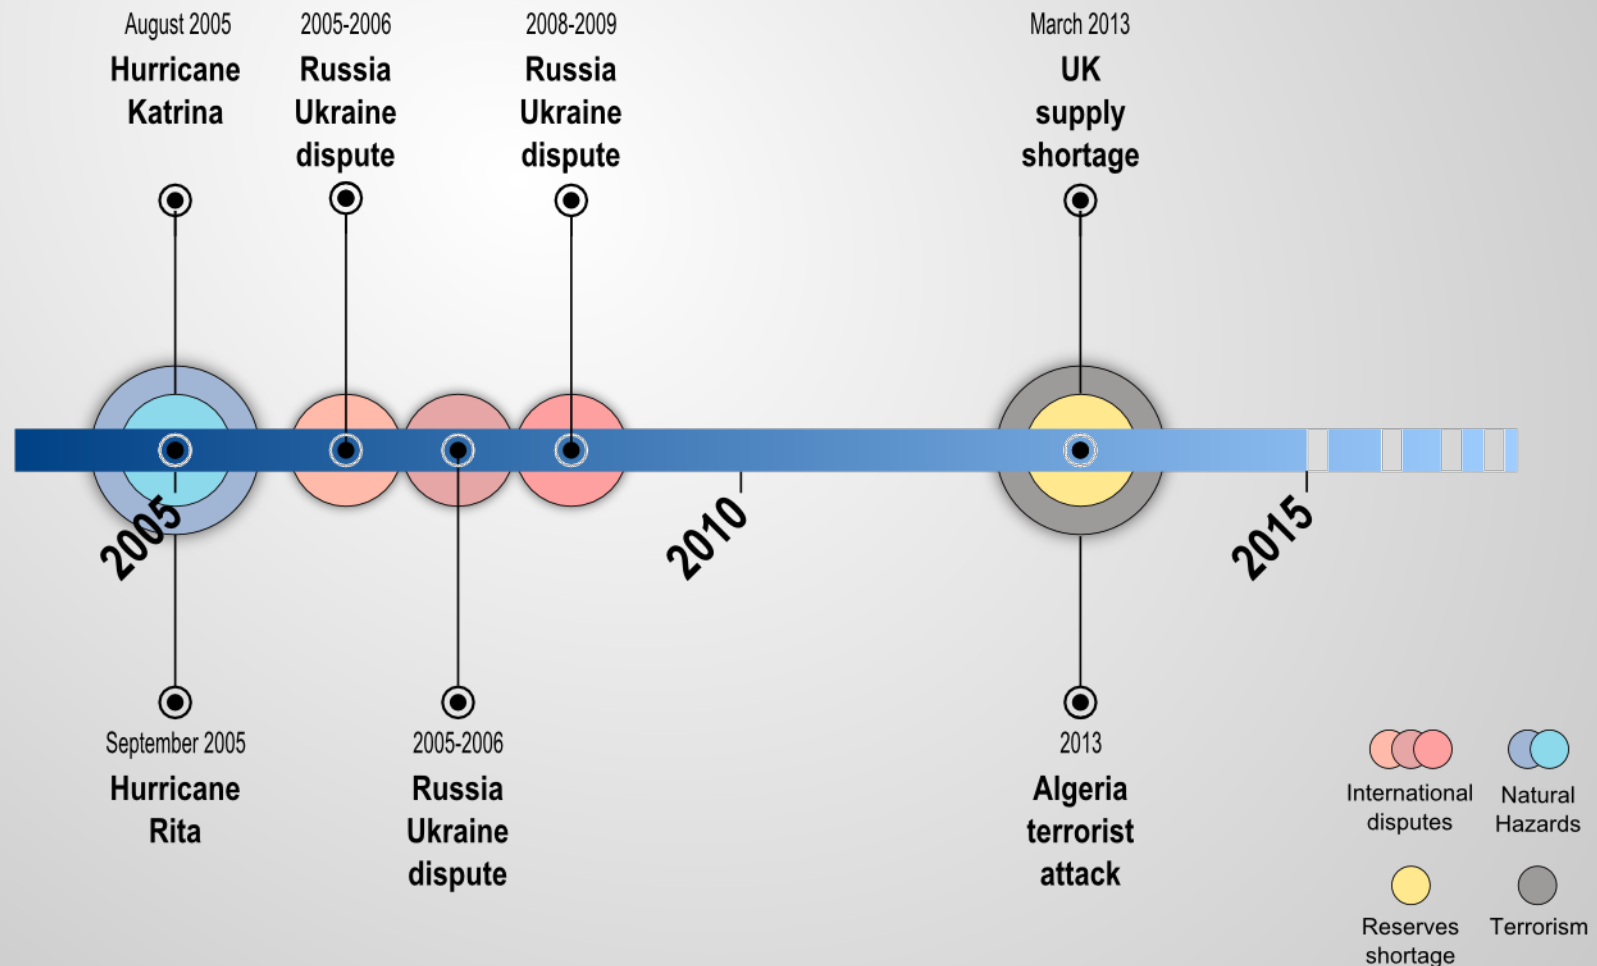 August 2005
Hurricane
Katrina
2005-2006
Russia
Ukraine
dispute
2008-2009
Russia
Ukraine
dispute
March 2013
UK
supply
shortage
2005
2010
2015
September 2005
Hurricane
Rita
2005-2006
Russia
Ukraine
dispute
2013
Algeria
terrorist
attack
International
disputes
Natural
Hazards
Reserves
shortage
Terrorism